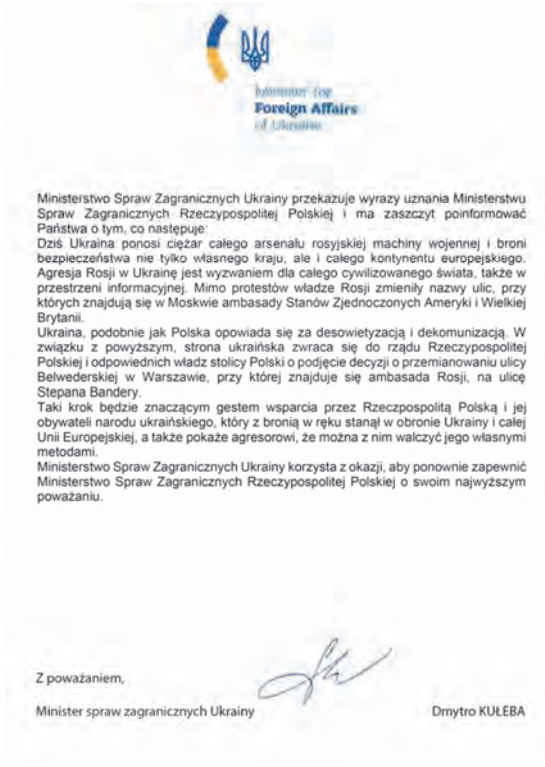 Minister for
Foreign Affairs
of Ukraine
Ministerstwo Spraw Zagranicznych Ukrainy przekazuje wyrazy uznania Ministerstwu
Spraw Zagranicznych Rzeczypospolitej Polskiej i ma zaszczyt poinformować
Państwa o tym, co następuje:
Dziś Ukraina ponosi ciężar całego arsenału rosyjskiej machiny wojennej i broni
bezpieczeństwa nie tylko własnego kraju, ale i całego kontynentu europejskiego.
Agresja Rosji w Ukrainę jest wyzwaniem dla całego cywilizowanego świata, także w
przestrzeni informacyjnej. Mimo protestów władze Rosji zmieniły nazwy ulic, przy
których znajdują się w Moskwie ambasady Stanów Zjednoczonych Ameryki i Wielkiej
Brytanii.
Ukraina, podobnie jak Polska opowiada się za desowietyzacją i dekomunizacją. W
związku z powyższym, strona ukraińska zwraca się do rządu Rzeczypospolitej
Polskiej i odpowiednich władz stolicy Polski o podjęcie decyzji o przemianowaniu ulicy
Belwederskiej w Warszawie, przy której znajduje się ambasada Rosji, na ulicę
Stepana Bandery.
Taki krok będzie znaczącym gestem wsparcia przez Rzeczpospolitą Polską i jej
obywateli narodu ukraińskiego, który z bronią w ręku stanął w obronie Ukrainy i całej
Unii Europejskiej, a także pokaże agresorowi, że można z nim walczyć jego własnymi
metodami.
Ministerstwo Spraw Zagranicznych Ukrainy korzysta z okazji, aby ponownie zapewnić
Ministerstwo Spraw Zagranicznych Rzeczypospolitej Polskiej o swoim najwyższym
poważaniu.
Z poważaniem,
Minister spraw zagranicznych Ukrainy Dmytro KUŁEBA